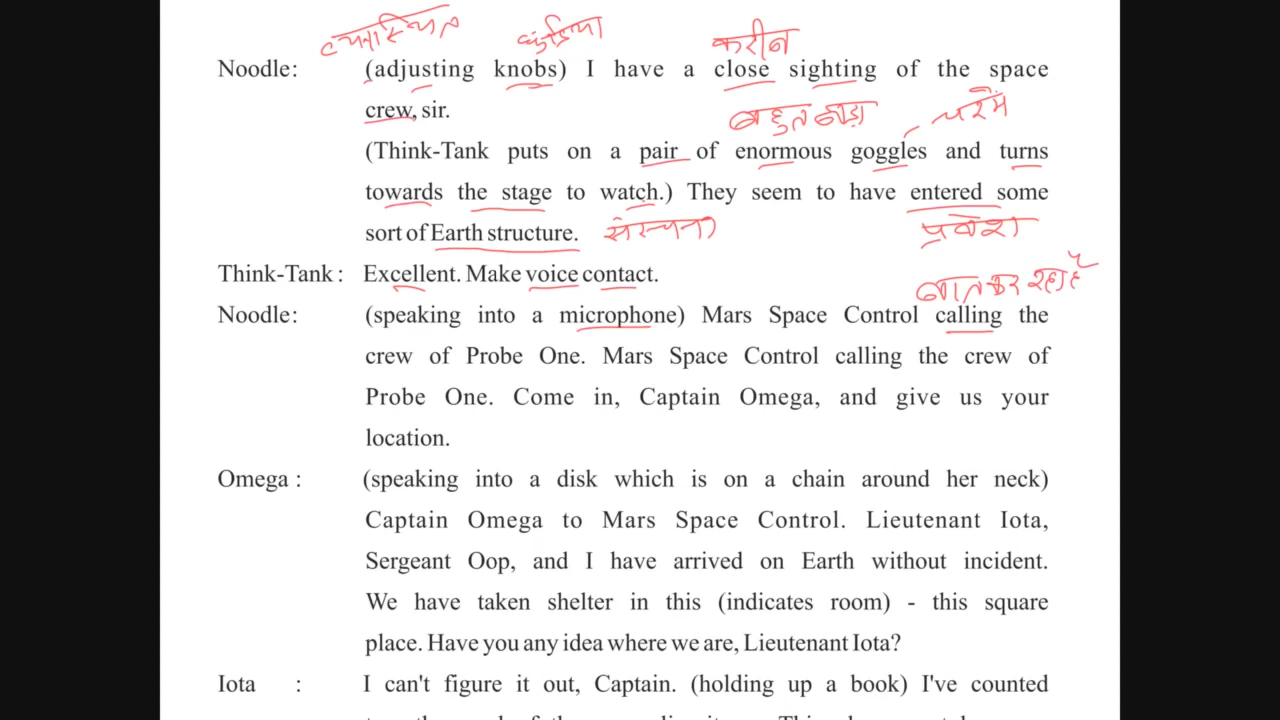 व्यवस्थित घुंडिया करीब
Noodle: (adjusting knobs) I have a close sighting of the space
crew, sir.
बहुत बड़ा चश्में
(Think-Tank puts on a pair of enormous goggles and turns
towards the stage to watch.) They seem to have entered some
sort of Earth structure. संरचना प्रवेश
Think-Tank : Excellent. Make voice contact.
बात कर रहा है
Noodle: (speaking into a microphone) Mars Space Control calling the
crew of Probe One. Mars Space Control calling the crew of
Probe One. Come in, Captain Omega, and give us your
location.
Omega : (speaking into a disk which is on a chain around her neck)
Captain Omega to Mars Space Control. Lieutenant Iota,
Sergeant Oop, and I have arrived on Earth without incident.
We have taken shelter in this (indicates room) - this square
place. Have you any idea where we are, Lieutenant Iota?
Iota : I can't figure it out, Captain. (holding up a book) I've counted